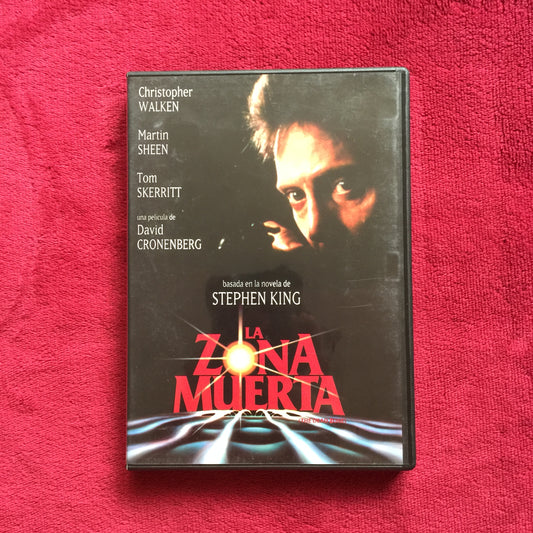 Christopher
WALKEN
Martin
SHEEN
Tom
SKERRITT
una película de
David
CRONENBERG
basada en la novela de
STEPHEN KING
LA
ZONA
MUERTA